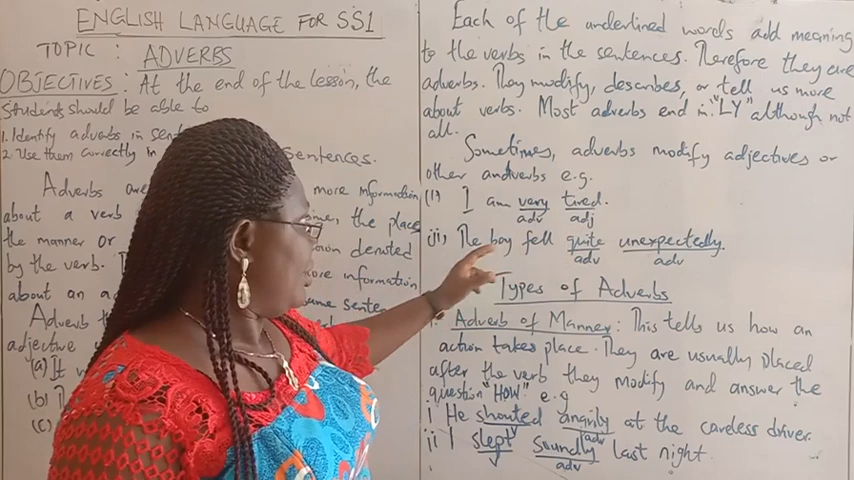 ENGLISH LANGUAGE FOR SS1
TOPIC : ADVERBS
OBJECTIVES : At the end of the lesson, the
Students should be able to
1. Identify adverbs in
2. Use them correctly in Sentences.
Adverbs are more information
about a verb the place
the manner or denoted
by the verb. more information
about an
Adverb
adjective
(a) It
(b)
(c)
Each of the underlined words add meaning
to the verbs in the sentences. Therefore they are
adverbs. They modify, describes, or tell us more
about verbs. Most adverbs end in "LY" although not
all.
Sometimes, adverbs modify adjectives or
other adverbs e.g.
(i) I am very tired.
adv adj
(ii) The boy fell quite unexpectedly.
adv adv
Types of Adverbs
1. Adverb of Manner: This tells us how an
action takes place. They are usually placed
after the verb they modify and answer the
question "HOW" e.g
i He shouted angrily at the careless driver.
v adv
ii I slept soundly last night.
v adv